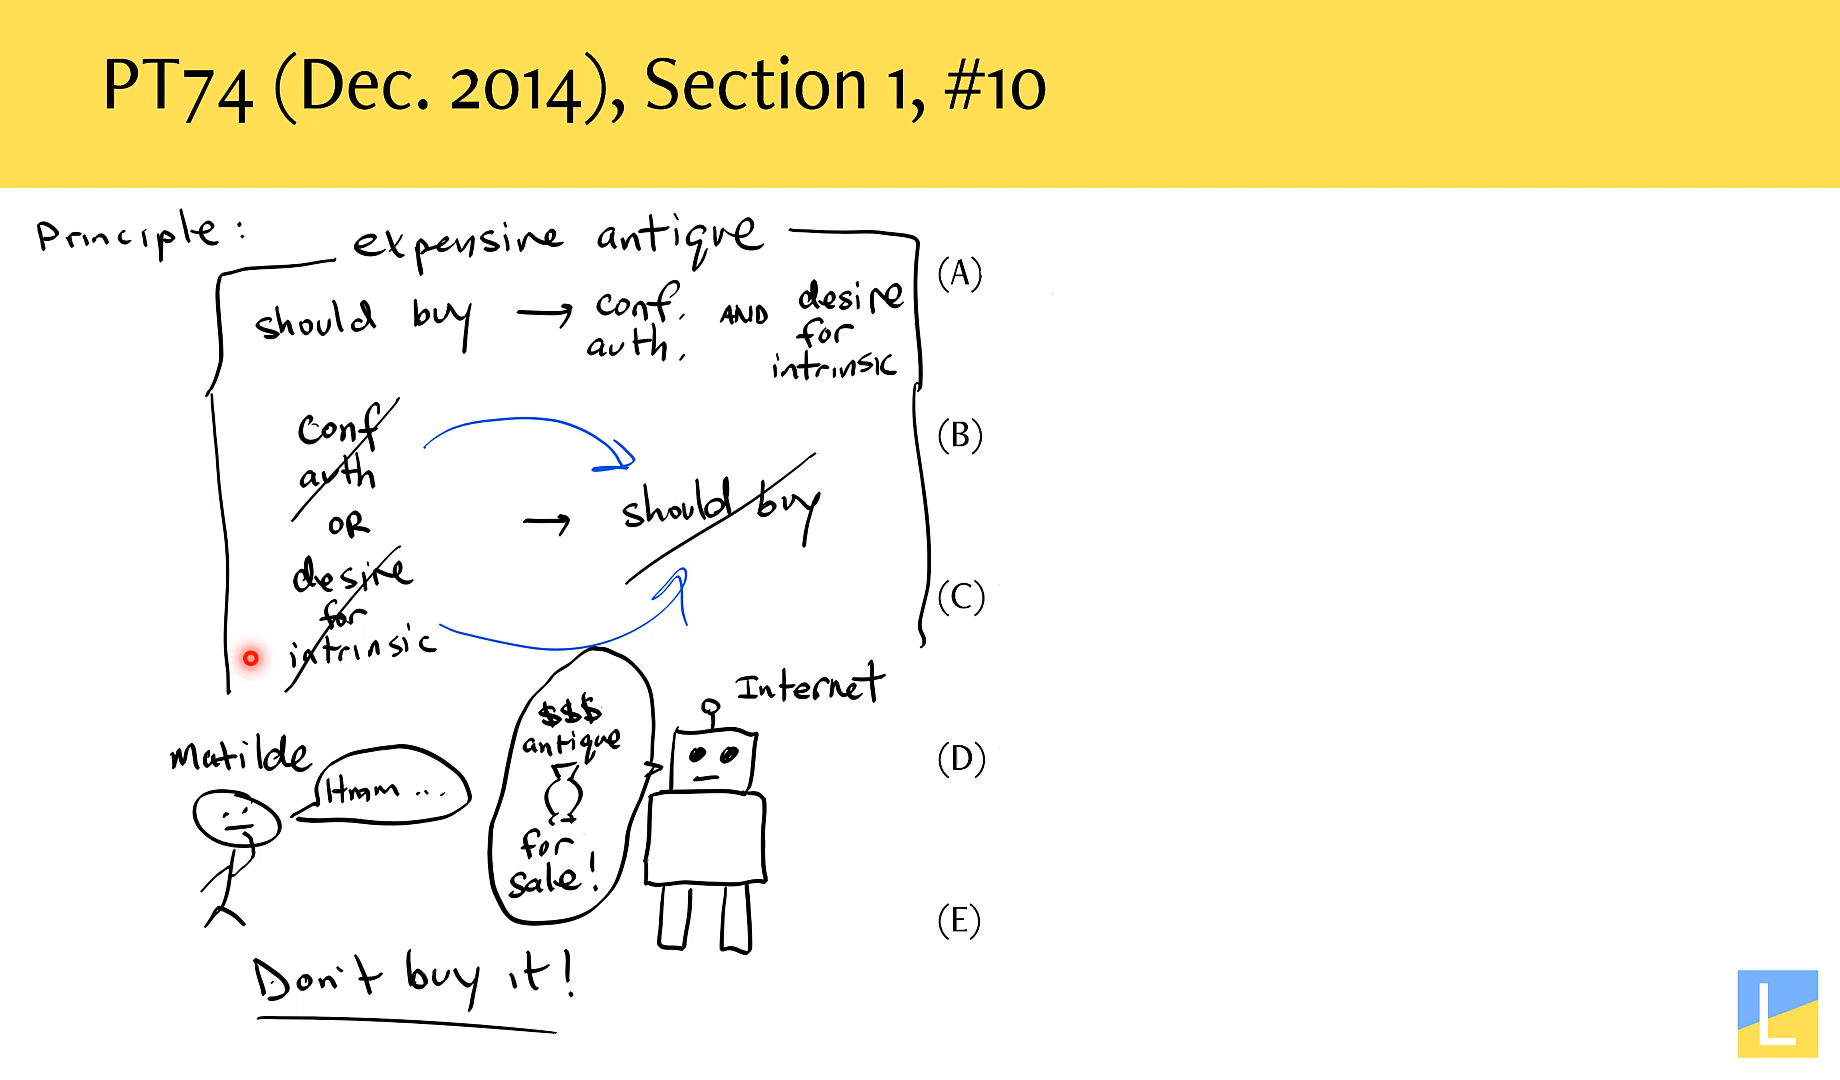 PT74 (Dec. 2014), Section 1, #10
Principle:
expensive antique
should buy → conf. auth. AND desire for intrinsic
conf
auth
OR
desire
for
intrinsic
→ should buy
Internet
$$$
antique
for
sale!
Matilde
Hmm ...
Don't buy it!
(A)
(B)
(C)
(D)
(E)
L